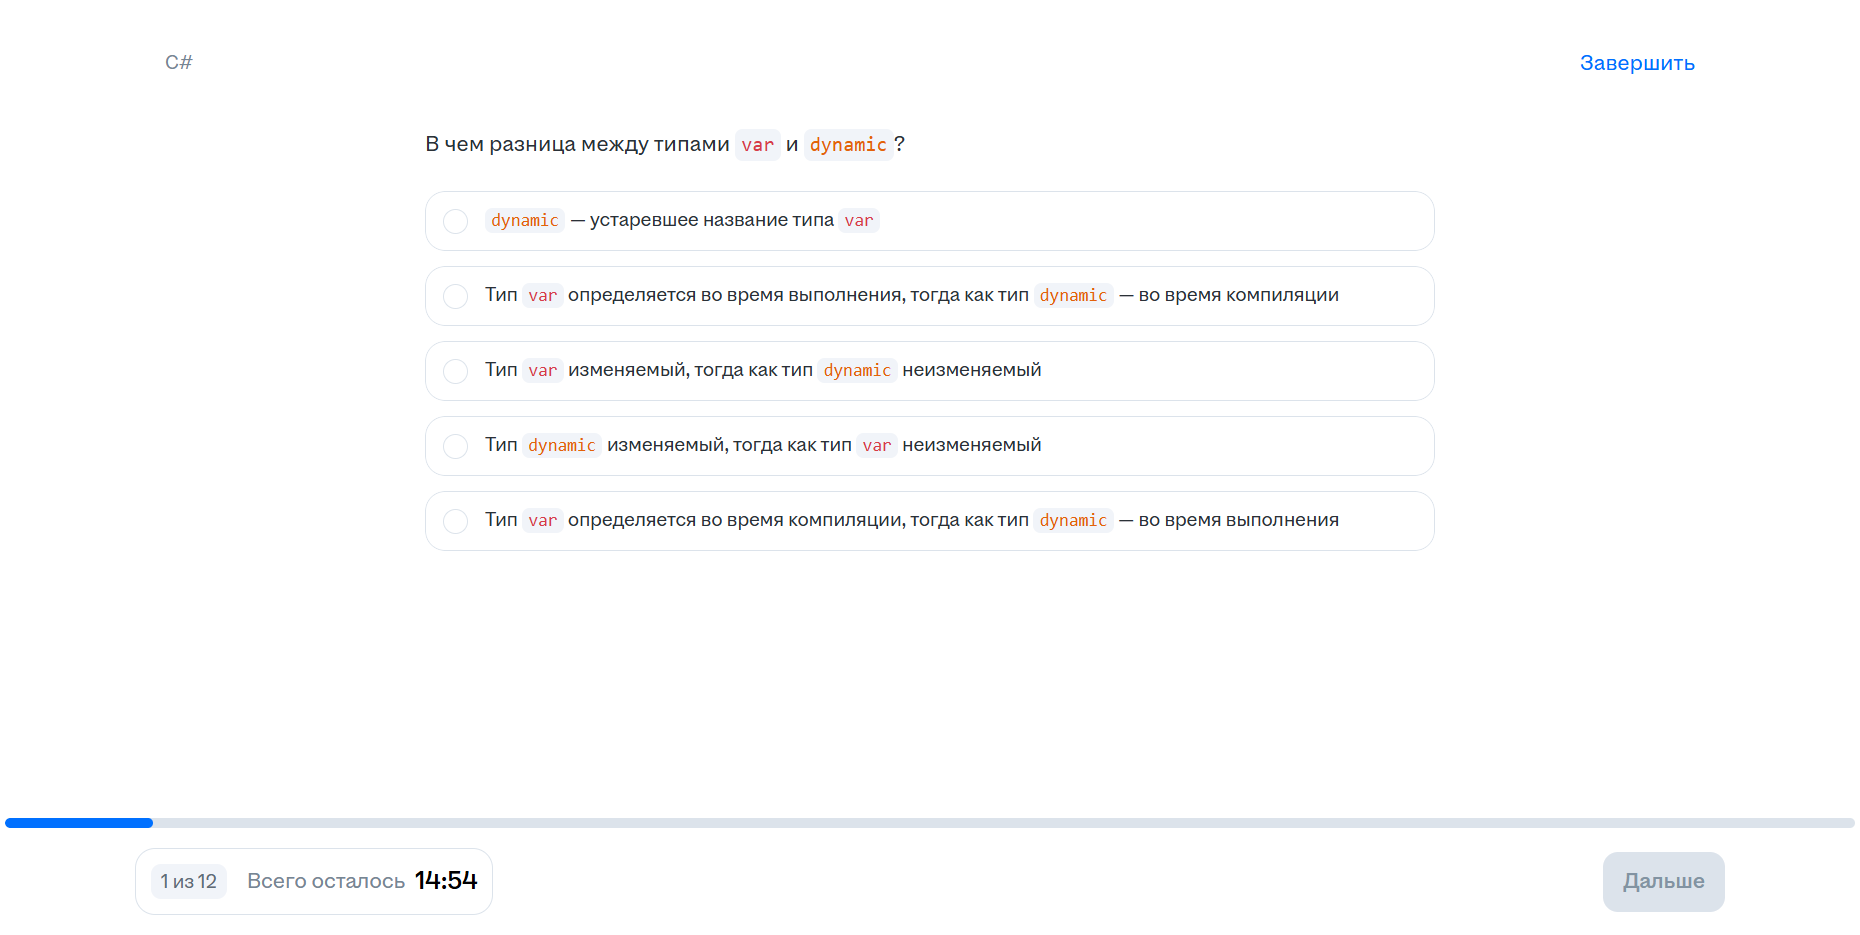 C#
Завершить
В чем разница между типами var и dynamic?
dynamic — устаревшее название типа var
Тип var определяется во время выполнения, тогда как тип dynamic — во время компиляции
Тип var изменяемый, тогда как тип dynamic неизменяемый
Тип dynamic изменяемый, тогда как тип var неизменяемый
Тип var определяется во время компиляции, тогда как тип dynamic — во время выполнения
1 из 12 Всего осталось 14:54
Дальше